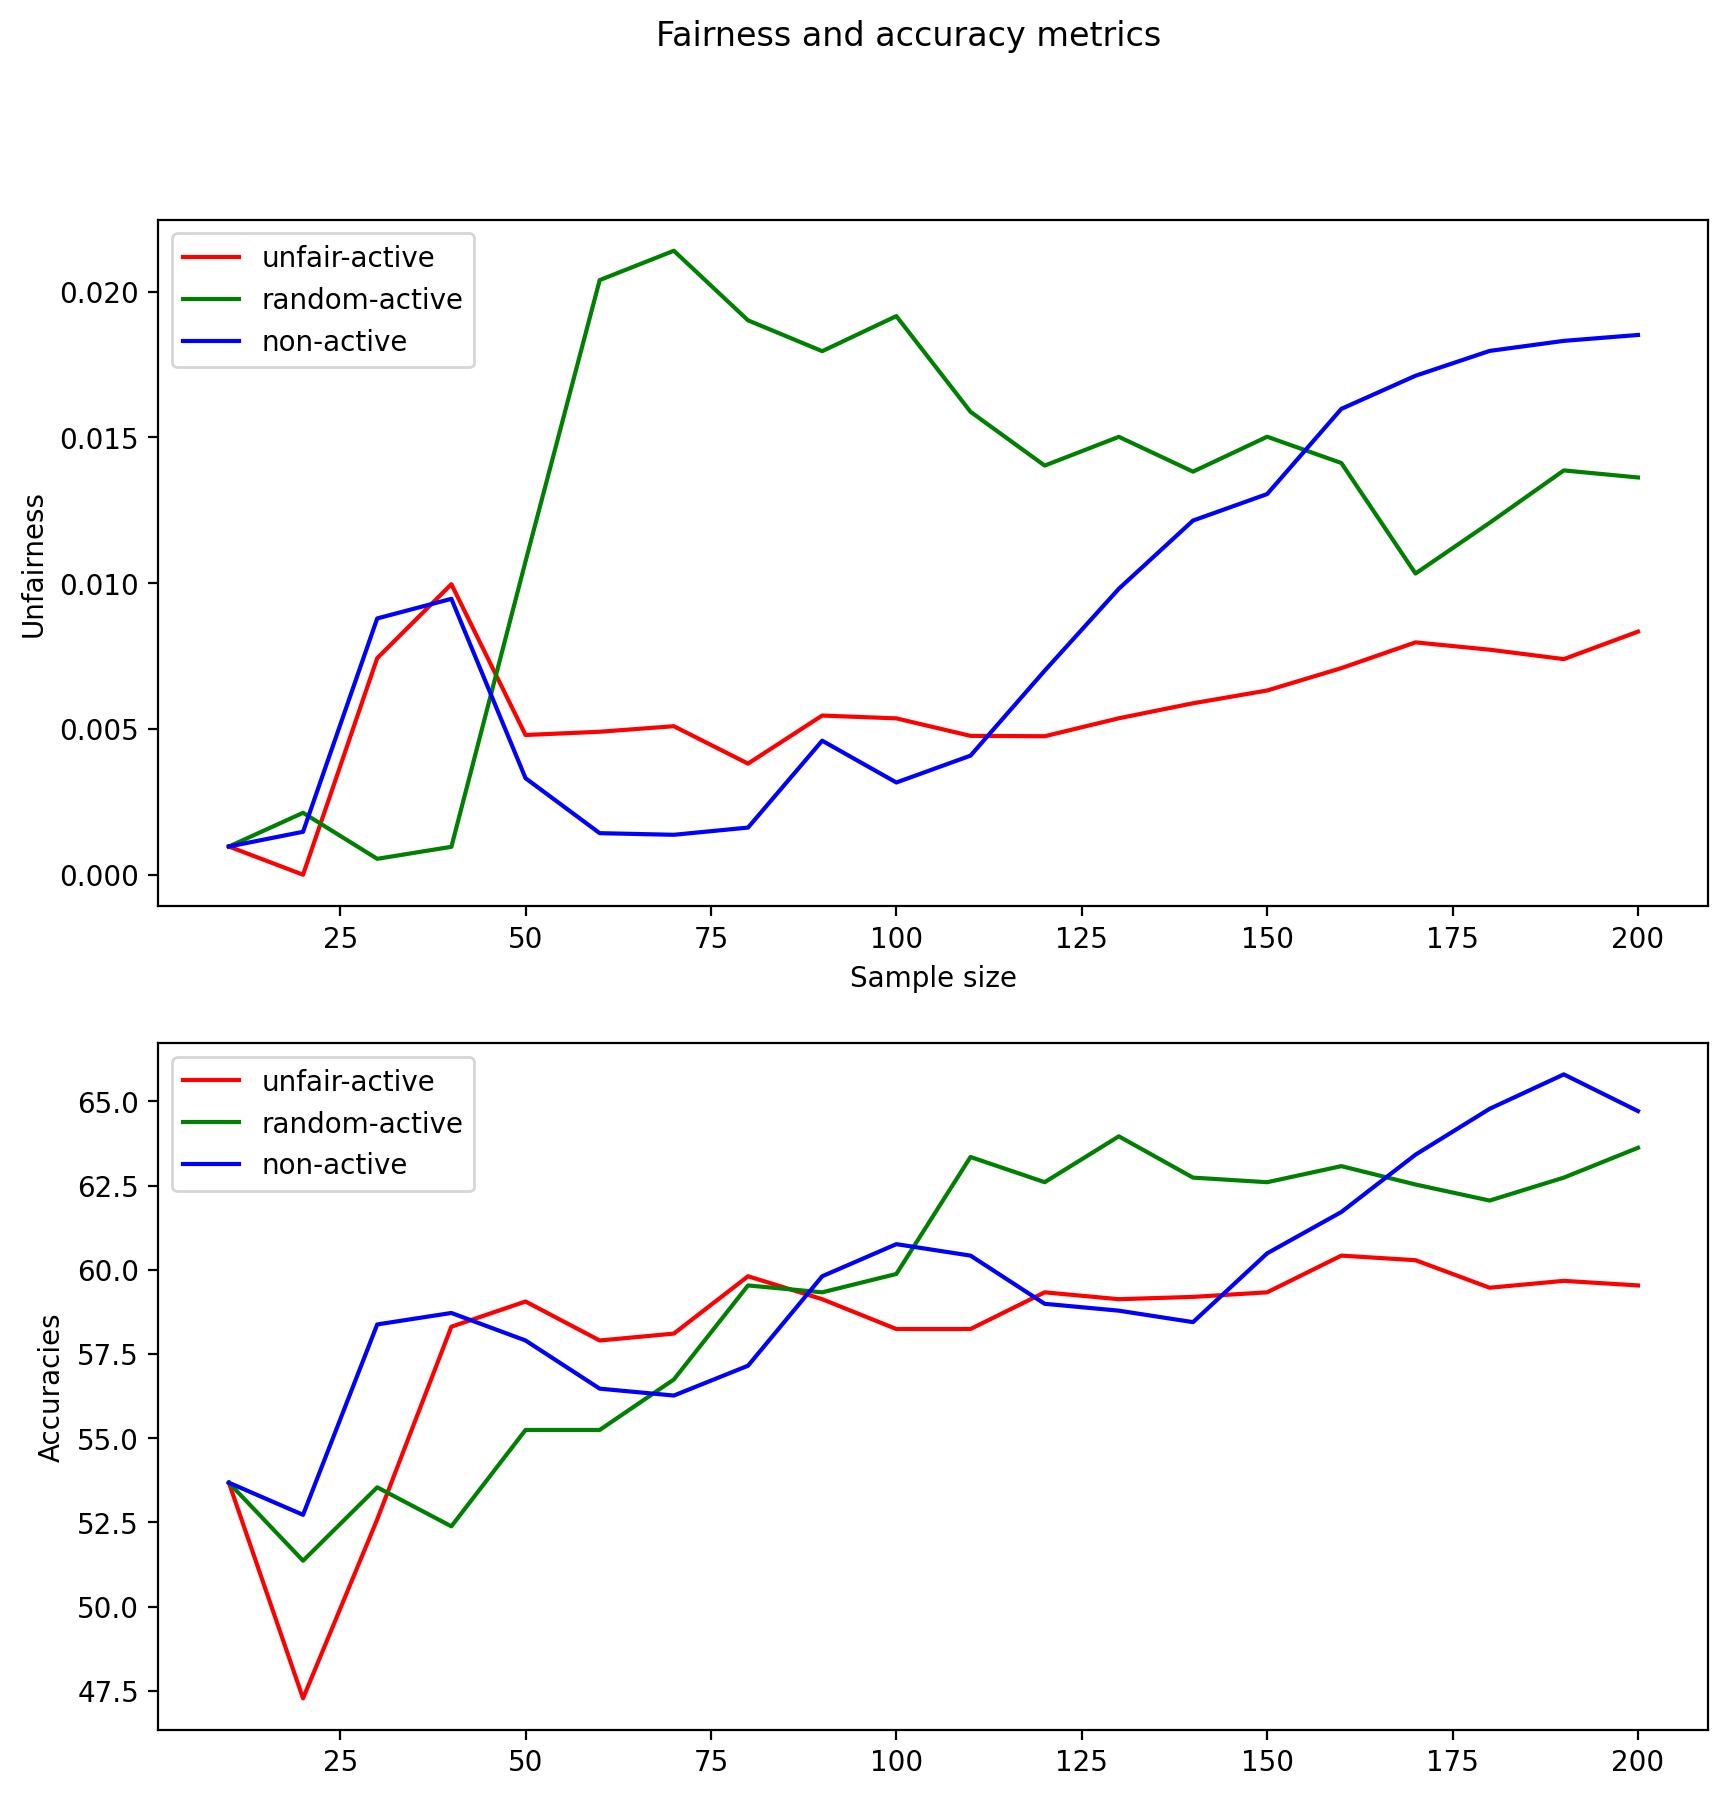 Fairness and accuracy metrics
unfair-active
random-active
non-active
0.020
0.015
0.010
0.005
0.000
Unfairness
25 50 75 100 125 150 175 200
Sample size
unfair-active
random-active
non-active
65.0
62.5
60.0
57.5
55.0
52.5
50.0
47.5
Accuracies
25 50 75 100 125 150 175 200